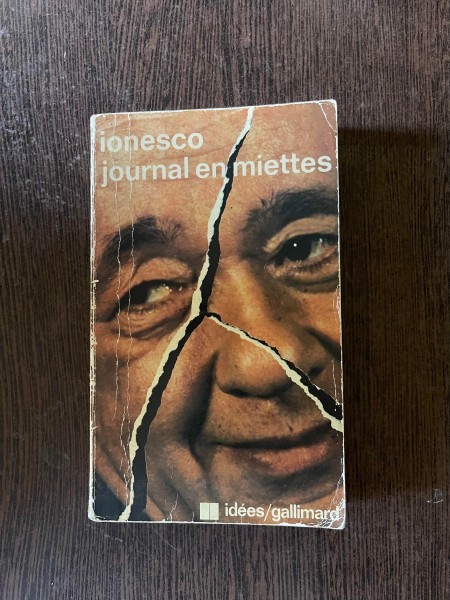 ionesco
journal en miettes
idées/gallimard